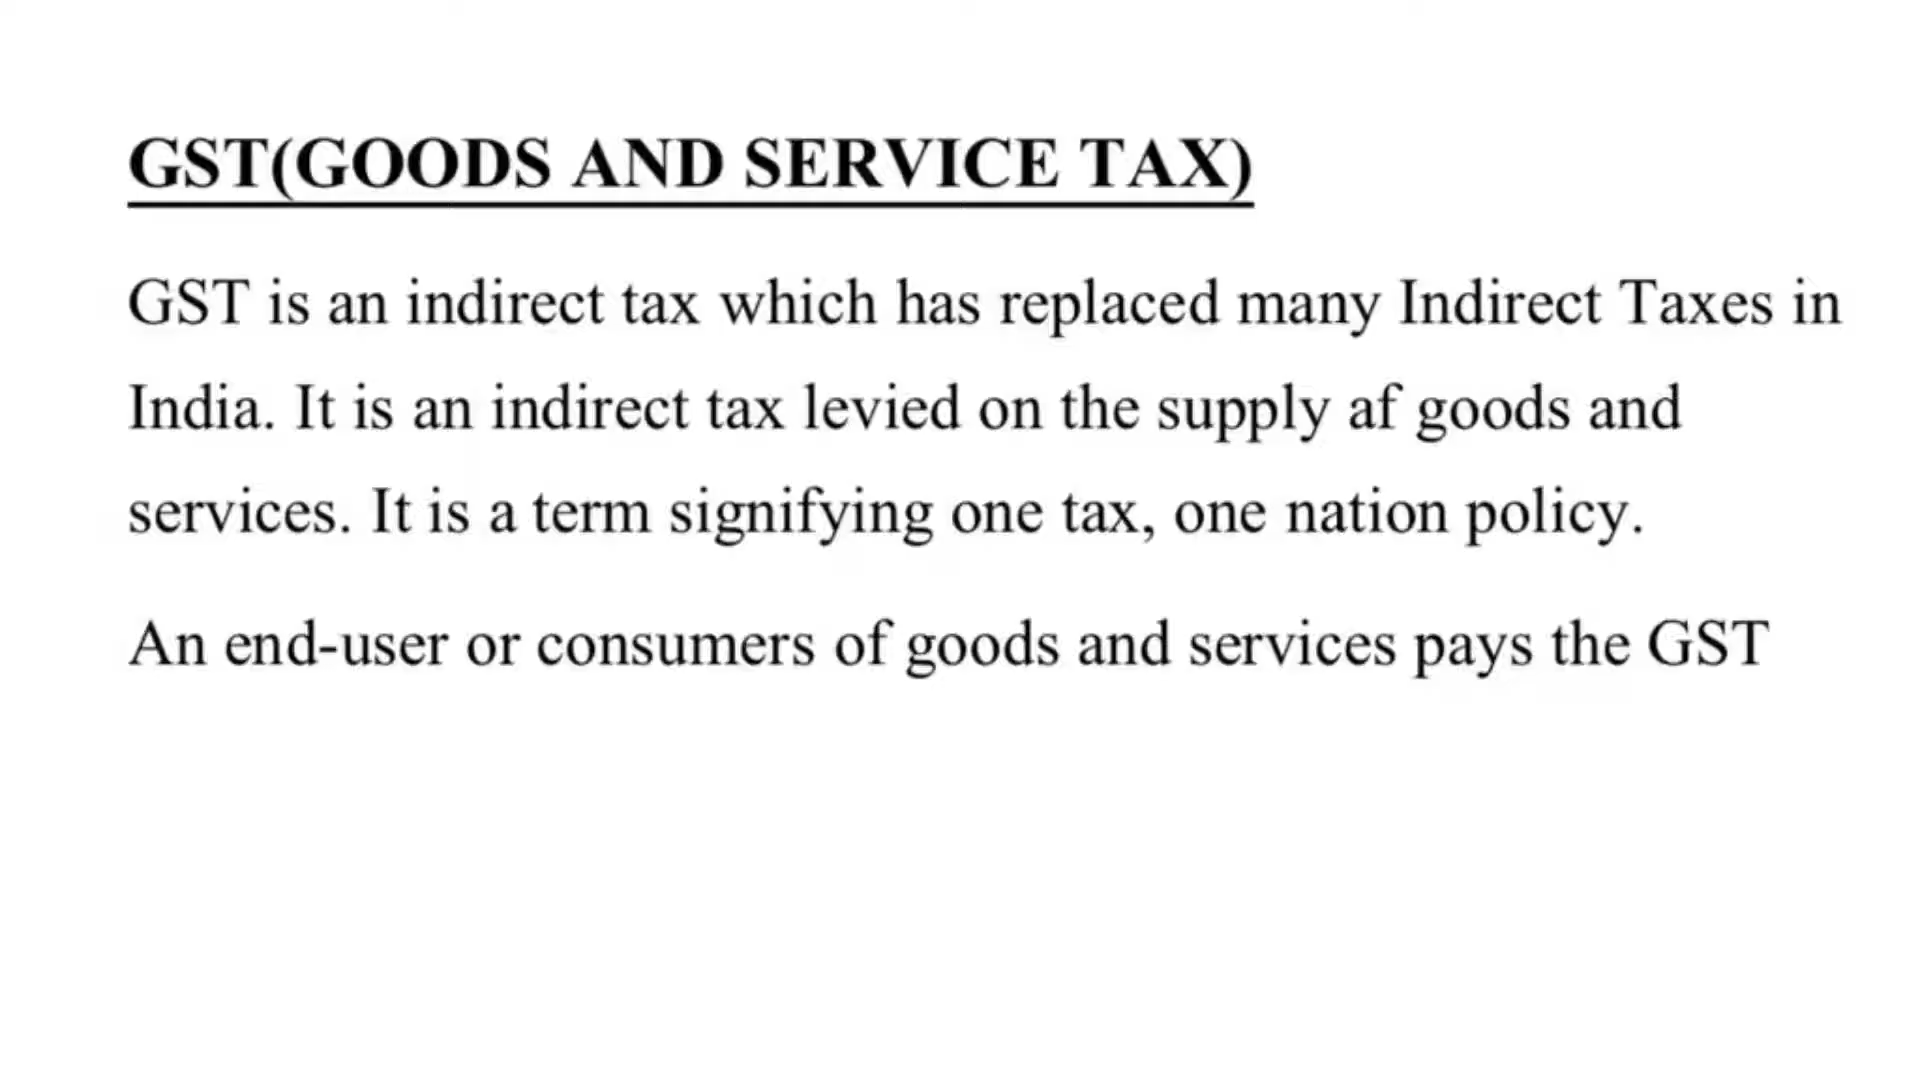 GST(GOODS AND SERVICE TAX)
GST is an indirect tax which has replaced many Indirect Taxes in
India. It is an indirect tax levied on the supply af goods and
services. It is a term signifying one tax, one nation policy.
An end-user or consumers of goods and services pays the GST